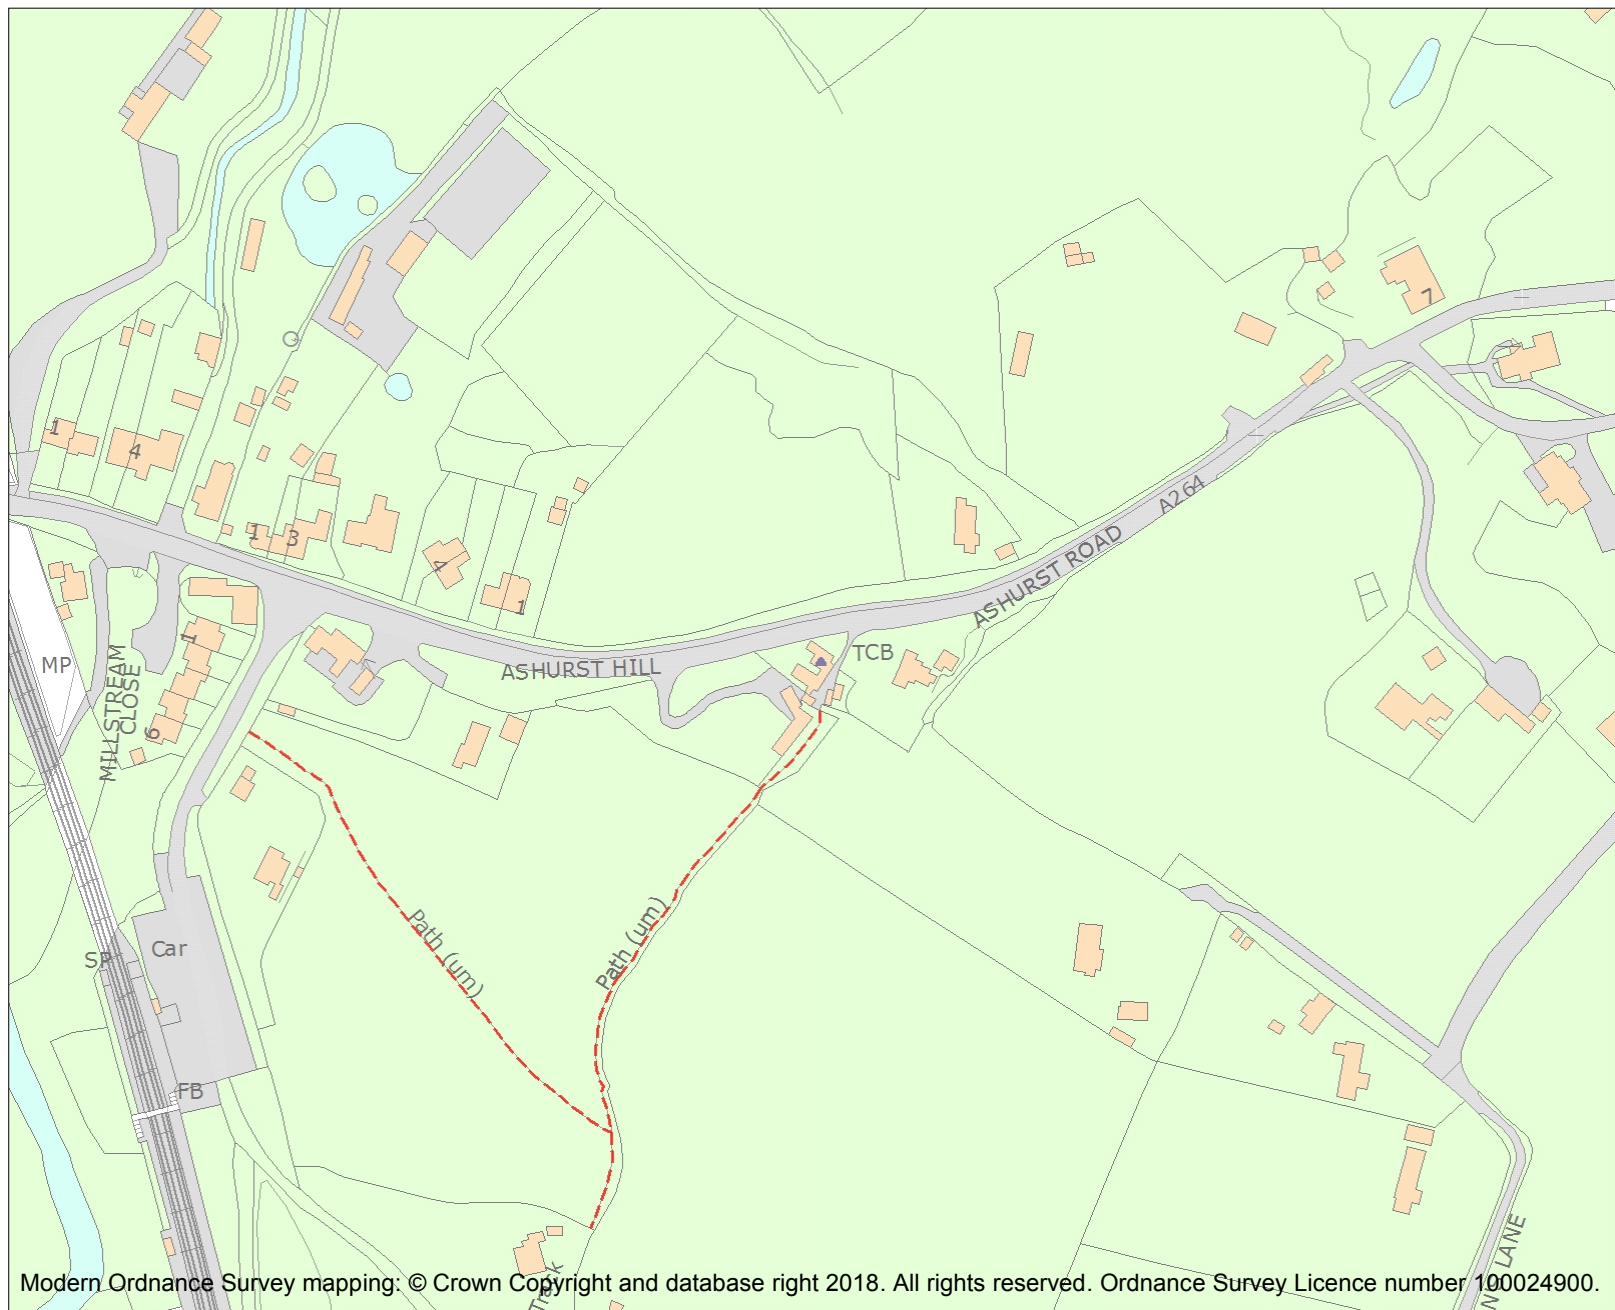 7
1
4
A264
1
3
4
ASHURST ROAD
1
TCB
1
MP
ASHURST HILL
MILLSTREAM
CLOSE
6
Path (um)
Path (um)
Car
SP
FB
LANE
Track
Modern Ordnance Survey mapping: © Crown Copyright and database right 2018. All rights reserved. Ordnance Survey Licence number 100024900.